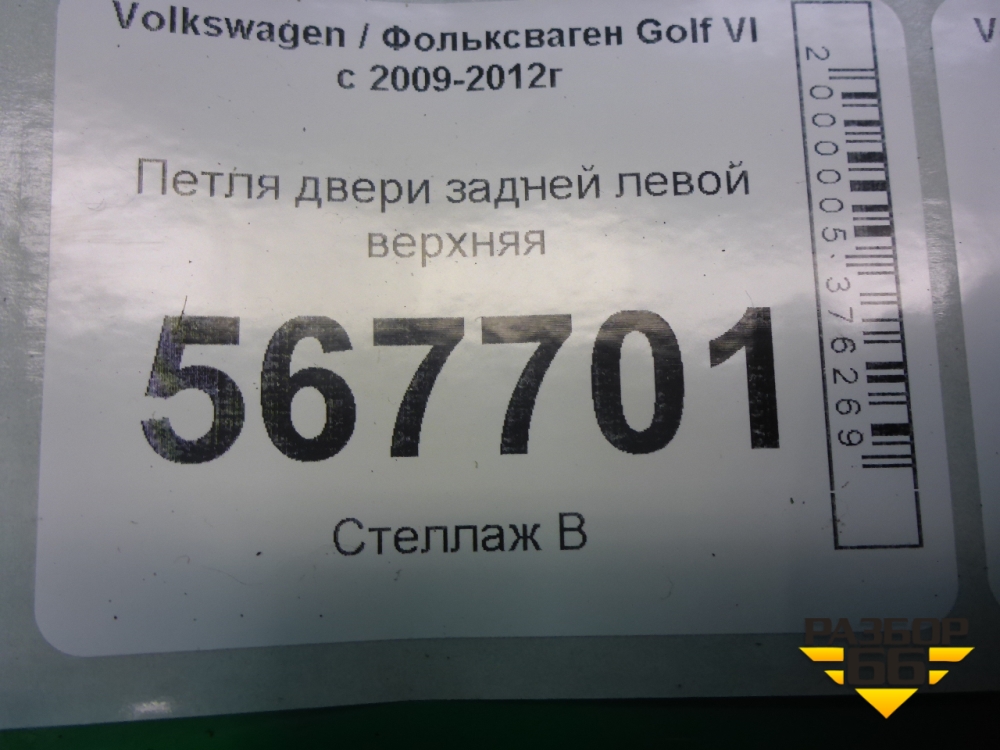 Volkswagen / Фольксваген Golf VI
с 2009-2012г
Петля двери задней левой
верхняя
567701
Стеллаж В
2000005376269
V
РАЗБОР
66